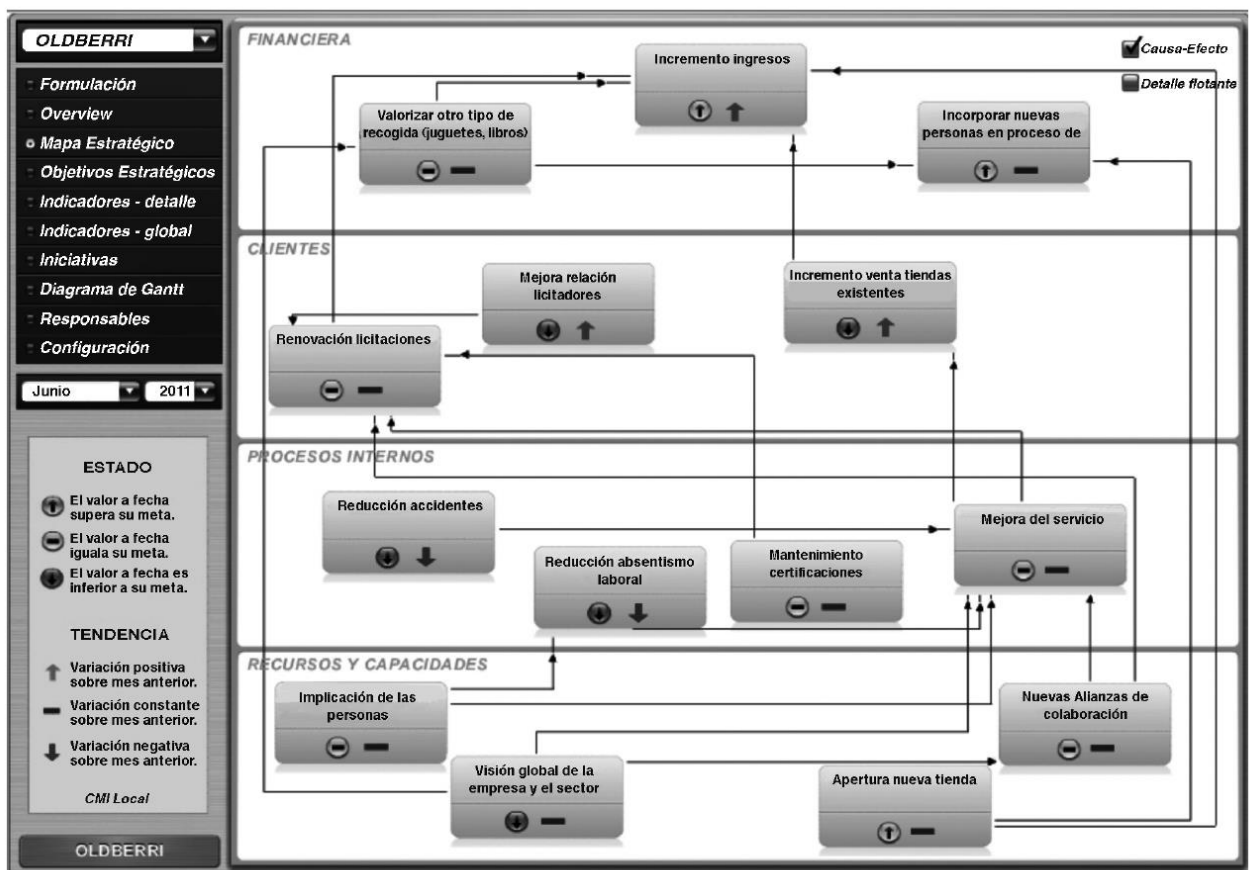 OLDBERRI
Formulación
Overview
Mapa Estratégico
Objetivos Estratégicos
Indicadores - detalle
Indicadores - global
Iniciativas
Diagrama de Gantt
Responsables
Configuración
Junio
2011
ESTADO
El valor a fecha
supera su meta.
El valor a fecha
iguala su meta.
El valor a fecha es
inferior a su meta.
TENDENCIA
Variación positiva
sobre mes anterior.
Variación constante
sobre mes anterior.
Variación negativa
sobre mes anterior.
CMI Local
OLDBERRI
FINANCIERA
Causa-Efecto
Detalle flotante
Incremento ingresos
Valorizar otro tipo de
recogida (juguetes, libros)
Incorporar nuevas
personas en proceso de
CLIENTES
Mejora relación
licitadores
Incremento venta tiendas
existentes
Renovación licitaciones
PROCESOS INTERNOS
Reducción accidentes
Mejora del servicio
Reducción absentismo
laboral
Mantenimiento
certificaciones
RECURSOS Y CAPACIDADES
Implicación de las
personas
Nuevas Alianzas de
colaboración
Visión global de la
empresa y el sector
Apertura nueva tienda